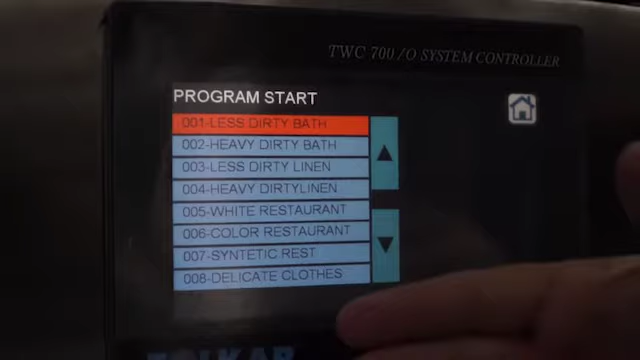 TWC 700/O SYSTEM CONTROLLER
PROGRAM START
001-LESS DIRTY BATH
002-HEAVY DIRTY BATH
003-LESS DIRTY LINEN
004-HEAVY DIRTYLINEN
005-WHITE RESTAURANT
006-COLOR RESTAURANT
007-SYNTETIC REST
008-DELICATE CLOTHES